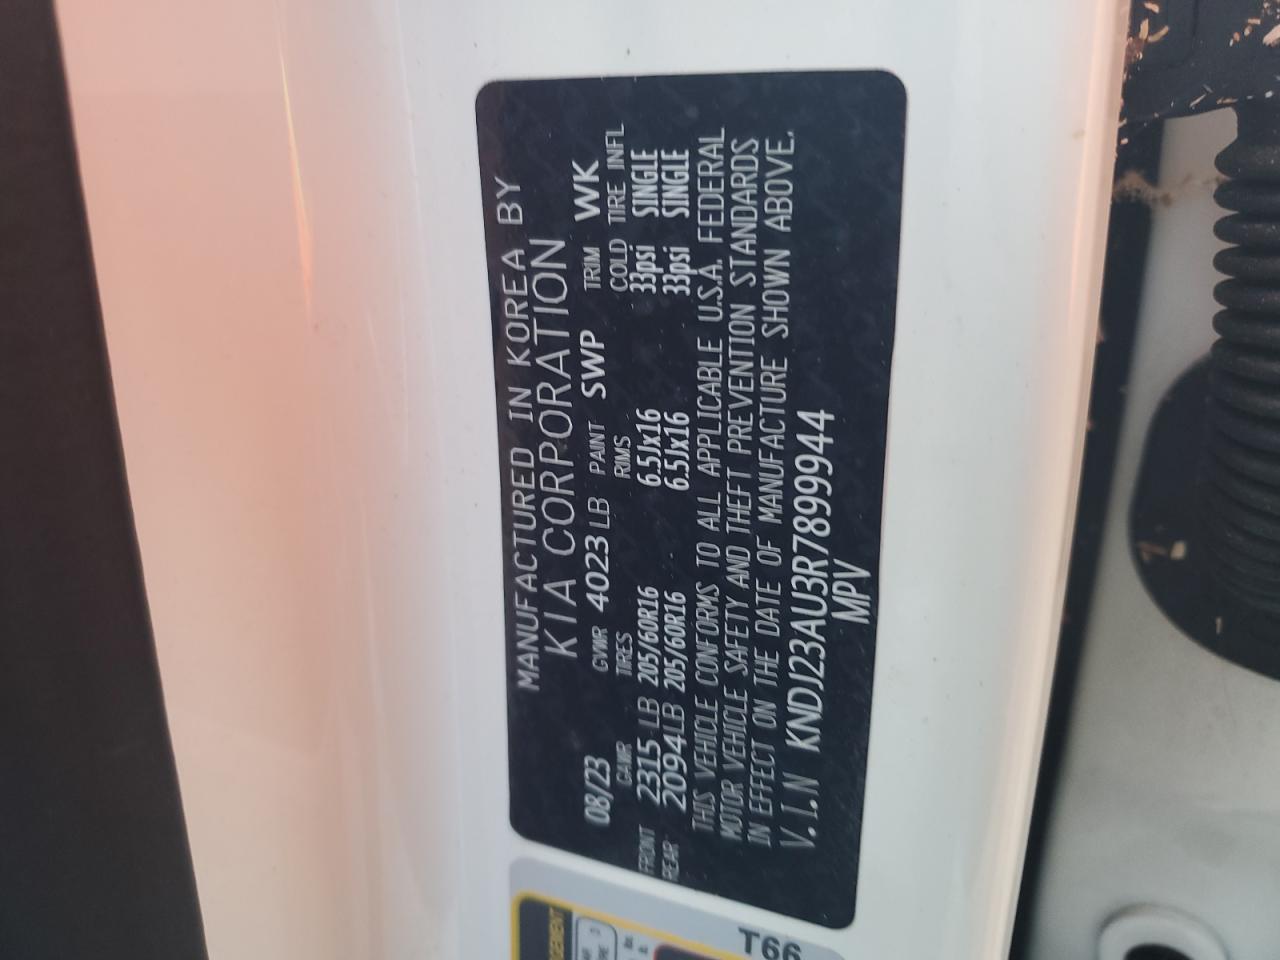 MANUFACTURED IN KOREA BY
KIA CORPORATION
08/23 GVWR 4023 LB PAINT SWP TRIM WK
GAWR TIRES RIMS COLD TIRE INFL
FRONT 2315 LB 205/60R16 6.5Jx16 33psi SINGLE
REAR 2094 LB 205/60R16 6.5Jx16 33psi SINGLE
THIS VEHICLE CONFORMS TO ALL APPLICABLE U.S.A. FEDERAL
MOTOR VEHICLE SAFETY AND THEFT PREVENTION STANDARDS
IN EFFECT ON THE DATE OF MANUFACTURE SHOWN ABOVE.
V.I.N KNDJ23AU3R7899944
MPV
T66